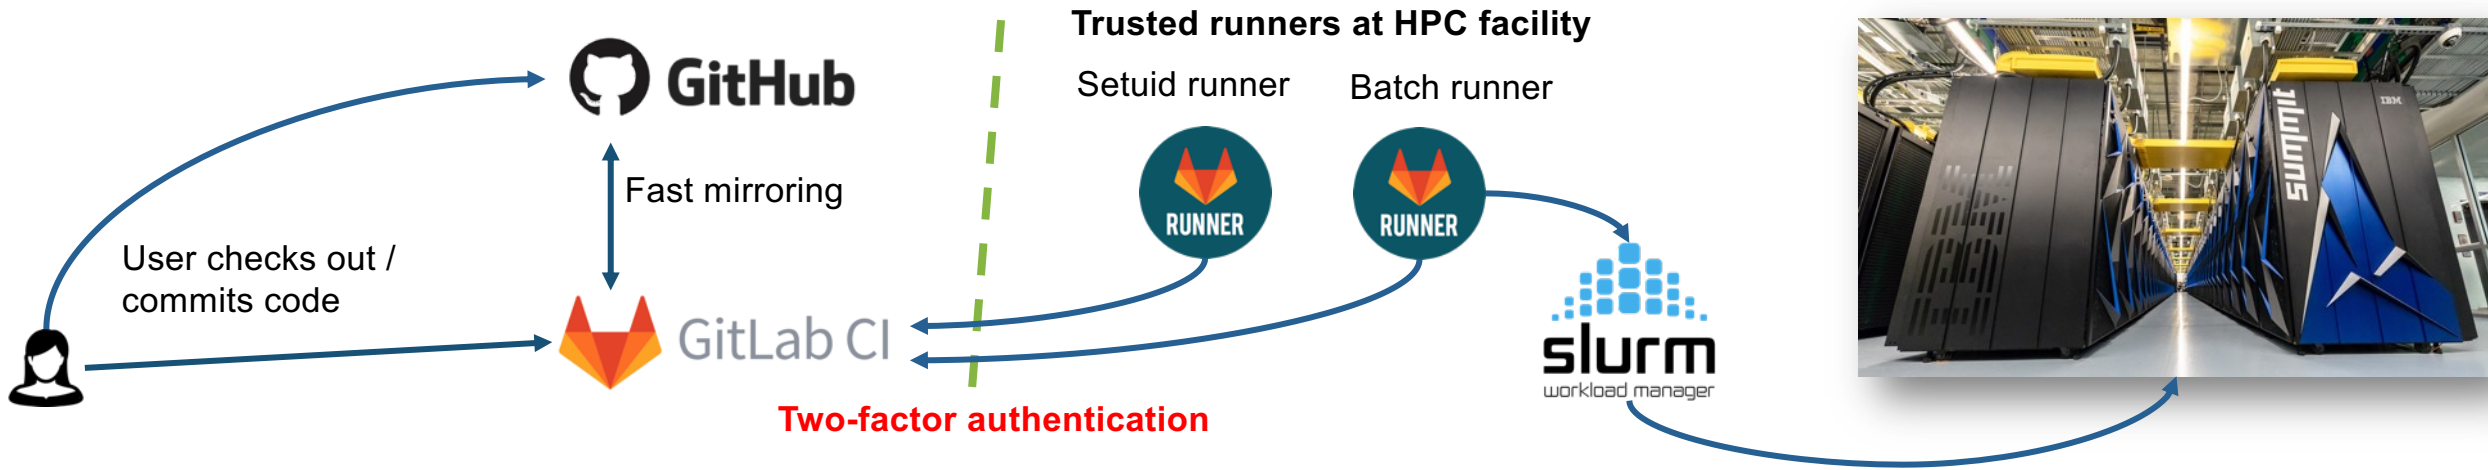 Trusted runners at HPC facility
GitHub
Setuid runner
Batch runner
RUNNER
RUNNER
Fast mirroring
User checks out /
commits code
GitLab CI
slurm
workload manager
Two-factor authentication
IBM
summit
IBM